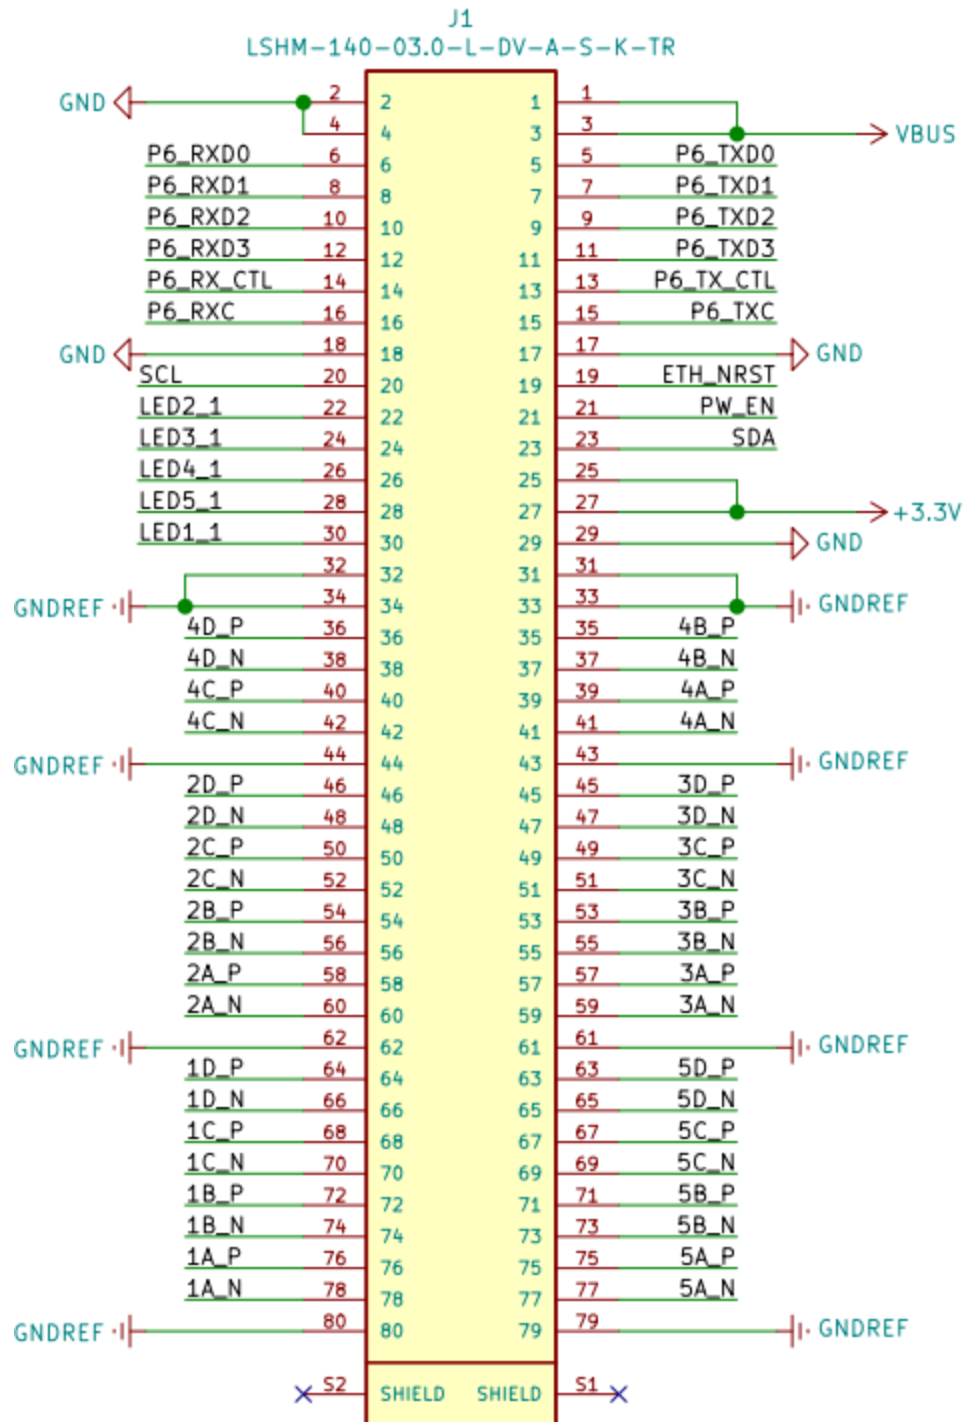 J1
LSHM-140-03.0-L-DV-A-S-K-TR
GND 2 2 1 1
4 4 3 3 VBUS
P6_RXD0 6 6 5 5 P6_TXD0
P6_RXD1 8 8 7 7 P6_TXD1
P6_RXD2 10 10 9 9 P6_TXD2
P6_RXD3 12 12 11 11 P6_TXD3
P6_RX_CTL 14 14 13 13 P6_TX_CTL
P6_RXC 16 16 15 15 P6_TXC
GND 18 18 17 17 GND
SCL 20 20 19 19 ETH_NRST
LED2_1 22 22 21 21 PW_EN
LED3_1 24 24 23 23 SDA
LED4_1 26 26 25 25
LED5_1 28 28 27 27 +3.3V
LED1_1 30 30 29 29 GND
32 32 31 31
GNDREF 34 34 33 33 GNDREF
4D_P 36 36 35 35 4B_P
4D_N 38 38 37 37 4B_N
4C_P 40 40 39 39 4A_P
4C_N 42 42 41 41 4A_N
GNDREF 44 44 43 43 GNDREF
2D_P 46 46 45 45 3D_P
2D_N 48 48 47 47 3D_N
2C_P 50 50 49 49 3C_P
2C_N 52 52 51 51 3C_N
2B_P 54 54 53 53 3B_P
2B_N 56 56 55 55 3B_N
2A_P 58 58 57 57 3A_P
2A_N 60 60 59 59 3A_N
GNDREF 62 62 61 61 GNDREF
1D_P 64 64 63 63 5D_P
1D_N 66 66 65 65 5D_N
1C_P 68 68 67 67 5C_P
1C_N 70 70 69 69 5C_N
1B_P 72 72 71 71 5B_P
1B_N 74 74 73 73 5B_N
1A_P 76 76 75 75 5A_P
1A_N 78 78 77 77 5A_N
GNDREF 80 80 79 79 GNDREF
S2 SHIELD SHIELD S1